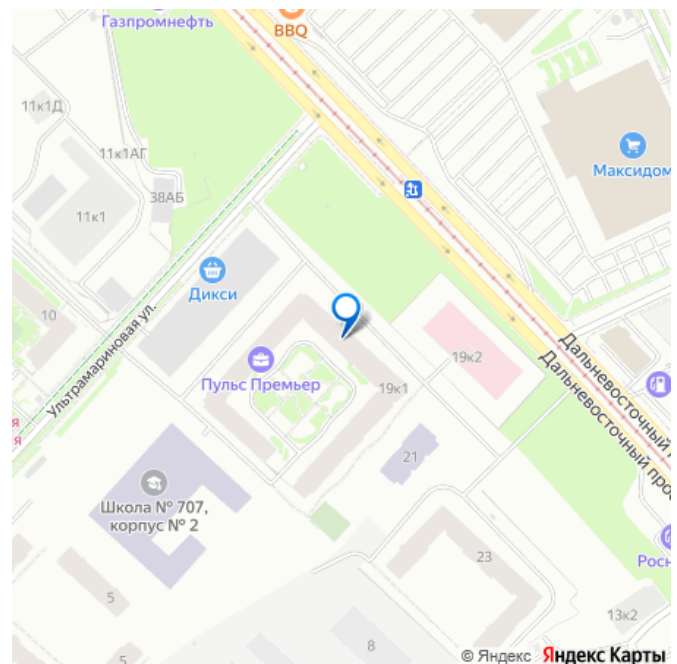 Газпромнефть
BBQ
11к1Д
11к1АГ
38АБ
11к1
Максидом
Дикси
10
Ультрамариновая ул.
Пульс Премьер
19к2
19к1
Дальневосточный
Дальневосточный прос
21
Школа № 707,
корпус № 2
23
Росн
5
5
8
13к2
© Яндекс Яндекс Карты